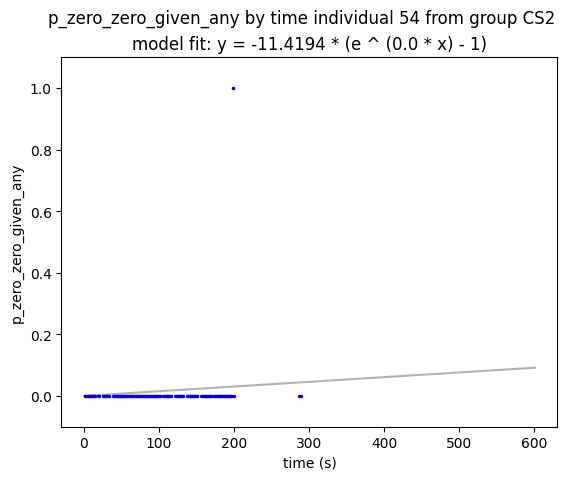 p_zero_zero_given_any by time individual 54 from group CS2
model fit: y = -11.4194 * (e ^ (0.0 * x) - 1)
1.0
0.8
0.6
0.4
0.2
0.0
p_zero_zero_given_any
0 100 200 300 400 500 600
time (s)